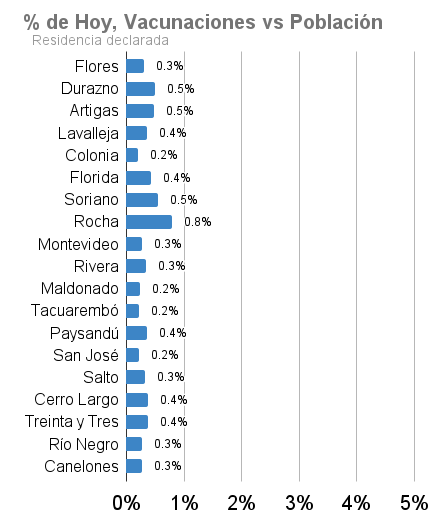 % de Hoy, Vacunaciones vs Población
Residencia declarada
Flores 0.3%
Durazno 0.5%
Artigas 0.5%
Lavalleja 0.4%
Colonia 0.2%
Florida 0.4%
Soriano 0.5%
Rocha 0.8%
Montevideo 0.3%
Rivera 0.3%
Maldonado 0.2%
Tacuarembó 0.2%
Paysandú 0.4%
San José 0.2%
Salto 0.3%
Cerro Largo 0.4%
Treinta y Tres 0.4%
Río Negro 0.3%
Canelones 0.3%
0% 1% 2% 3% 4% 5%